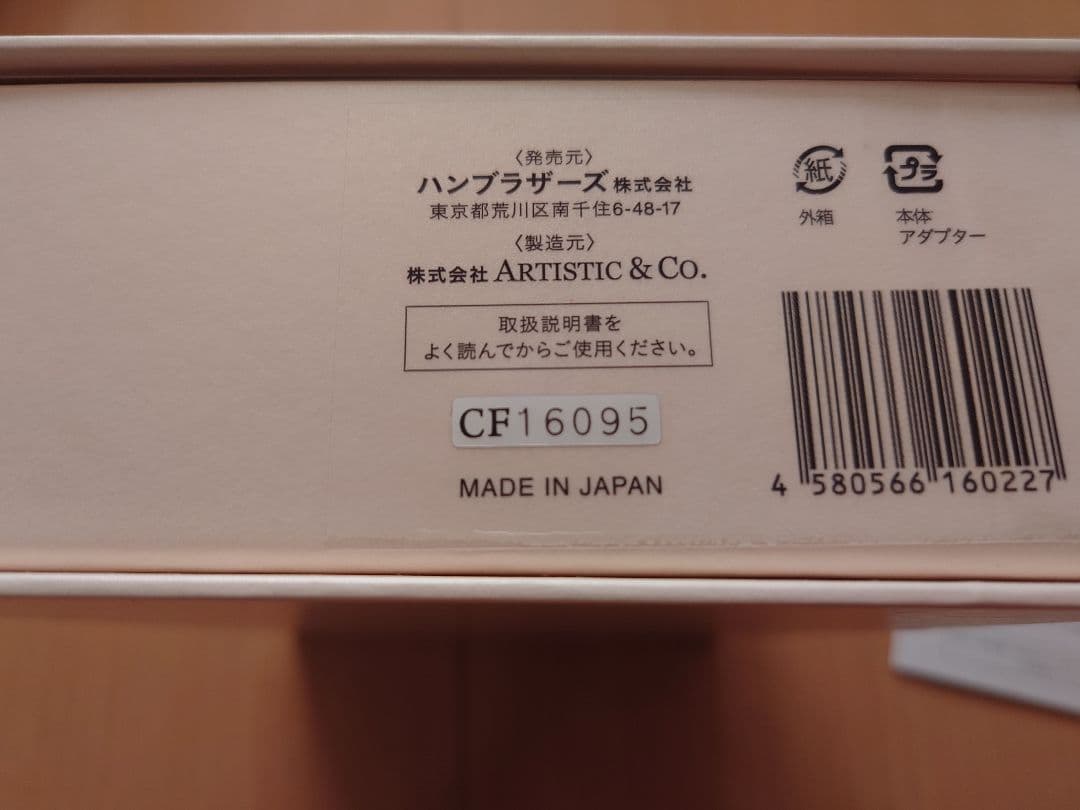 〈発売元〉
ハンブラザーズ株式会社
東京都荒川区南千住6-48-17
〈製造元〉
株式会社 ARTISTIC & CO.
取扱説明書を
よく読んでからご使用ください。
CF16095
MADE IN JAPAN
紙
外箱
プラ
本体
アダプター
4 580566 160227